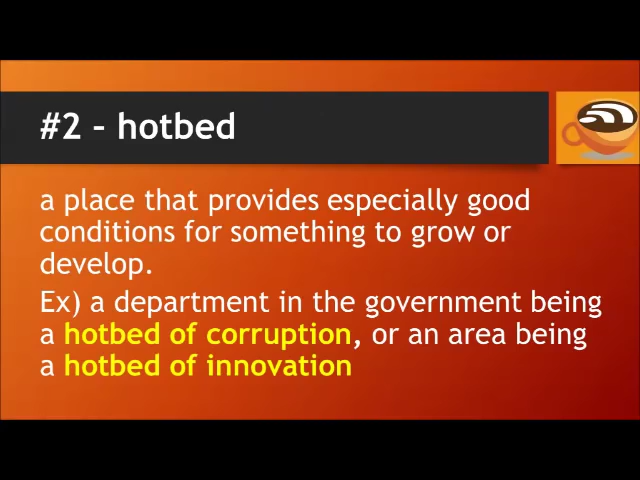 #2 – hotbed
a place that provides especially good
conditions for something to grow or
develop.
Ex) a department in the government being
a hotbed of corruption, or an area being
a hotbed of innovation